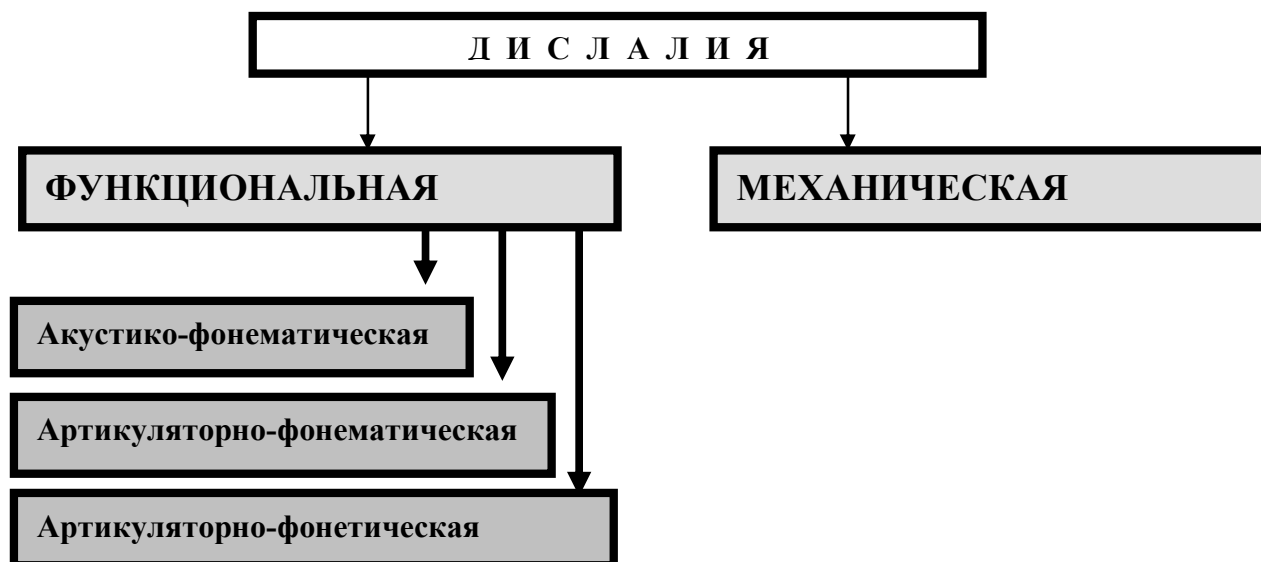 Д И С Л А Л И Я
ФУНКЦИОНАЛЬНАЯ
МЕХАНИЧЕСКАЯ
Акустико-фонематическая
Артикуляторно-фонематическая
Артикуляторно-фонетическая